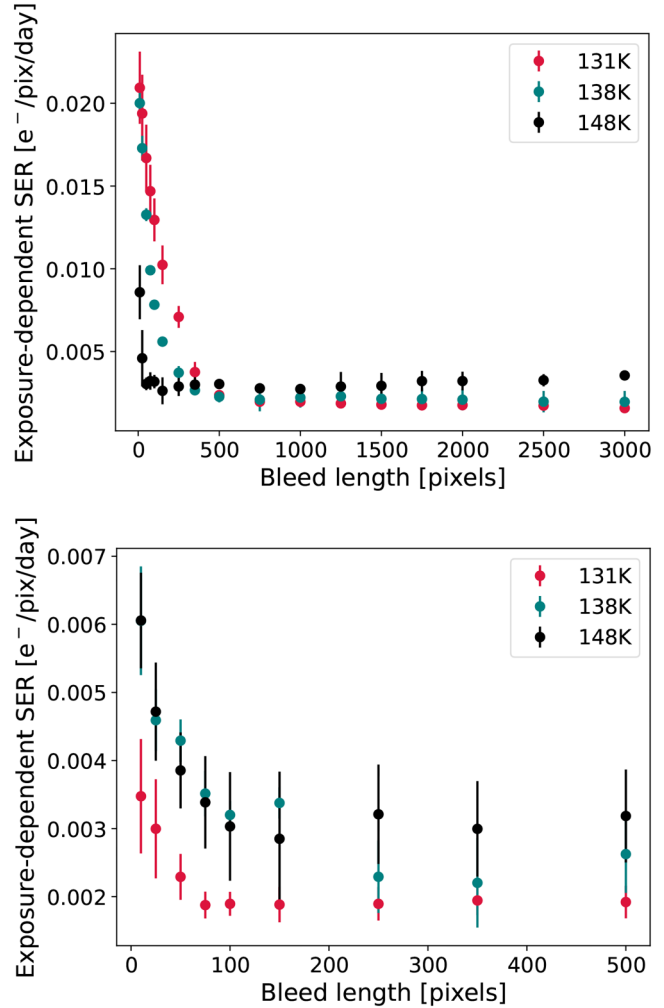 Exposure-dependent SER [e⁻/pix/day]
0.020
0.015
0.010
0.005
131K
138K
148K
0 500 1000 1500 2000 2500 3000
Bleed length [pixels]
Exposure-dependent SER [e⁻/pix/day]
0.007
0.006
0.005
0.004
0.003
0.002
131K
138K
148K
0 100 200 300 400 500
Bleed length [pixels]